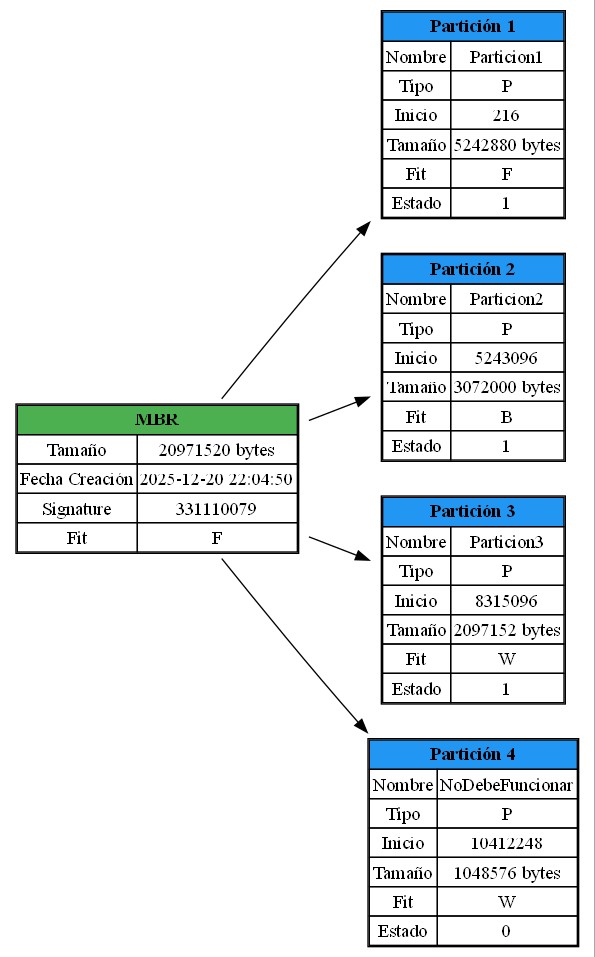 Partición 1
Nombre Particion1
Tipo P
Inicio 216
Tamaño 5242880 bytes
Fit F
Estado 1
Partición 2
Nombre Particion2
Tipo P
Inicio 5243096
Tamaño 3072000 bytes
Fit B
Estado 1
MBR
Tamaño 20971520 bytes
Fecha Creación 2025-12-20 22:04:50
Signature 331110079
Fit F
Partición 3
Nombre Particion3
Tipo P
Inicio 8315096
Tamaño 2097152 bytes
Fit W
Estado 1
Partición 4
Nombre NoDebeFuncionar
Tipo P
Inicio 10412248
Tamaño 1048576 bytes
Fit W
Estado 0